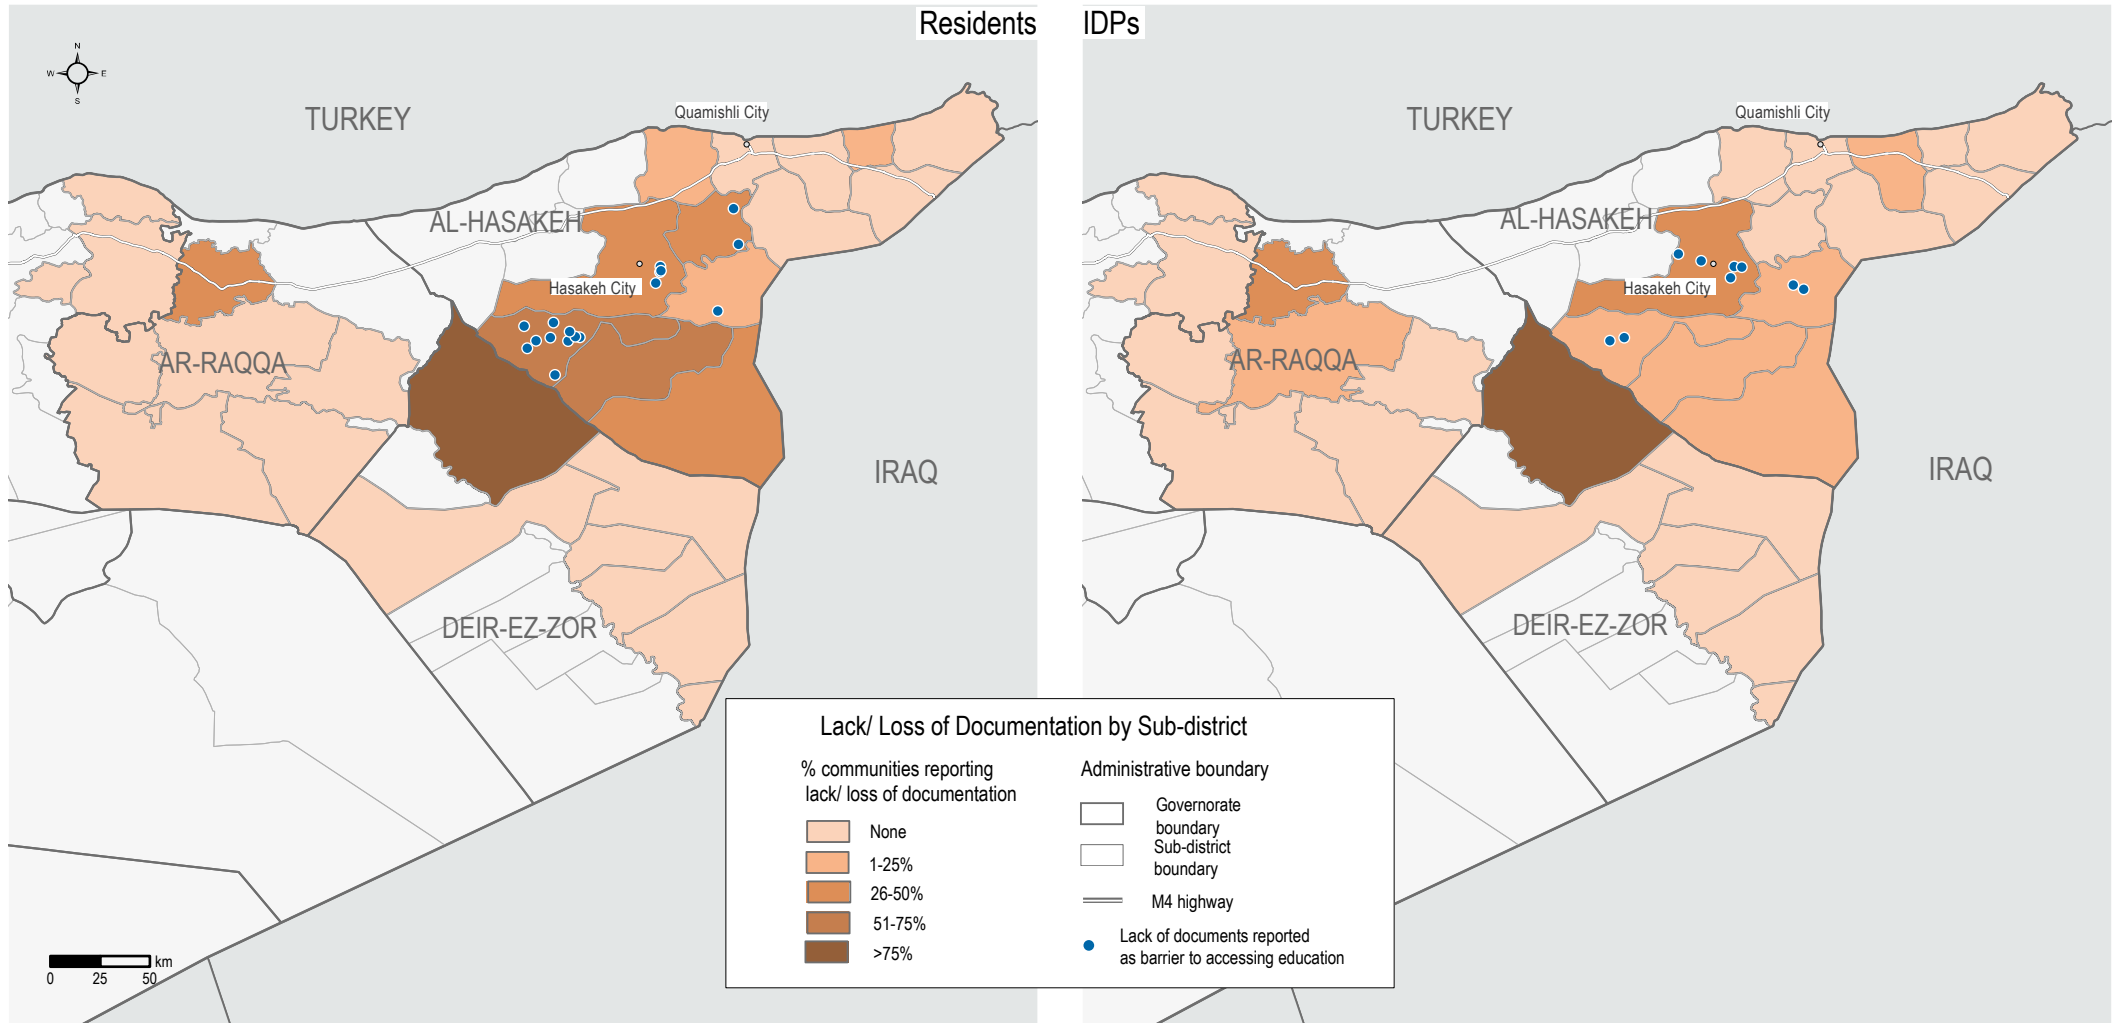 Residents
IDPs
N
W E
S
TURKEY
Quamishli City
AL-HASAKEH
Hasakeh City
AR-RAQQA
IRAQ
DEIR-EZ-ZOR
TURKEY
Quamishli City
AL-HASAKEH
Hasakeh City
AR-RAQQA
IRAQ
DEIR-EZ-ZOR
Lack/ Loss of Documentation by Sub-district
% communities reporting
lack/ loss of documentation
None
1-25%
26-50%
51-75%
>75%
Administrative boundary
Governorate
boundary
Sub-district
boundary
M4 highway
Lack of documents reported
as barrier to accessing education
km
0 25 50